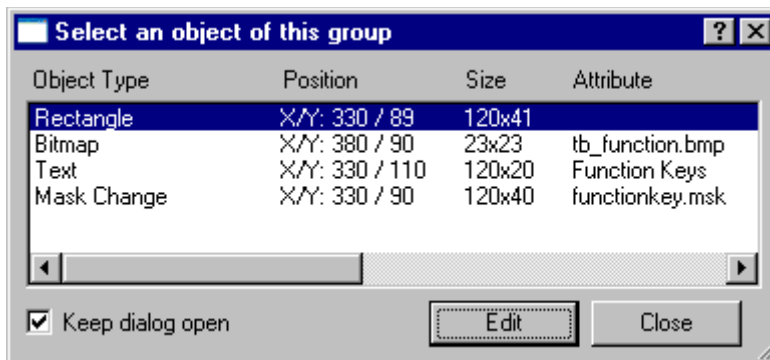 Select an object of this group
Object Type Position Size Attribute
Rectangle X/Y: 330 / 89 120x41
Bitmap X/Y: 380 / 90 23x23 tb_function.bmp
Text X/Y: 330 / 110 120x20 Function Keys
Mask Change X/Y: 330 / 90 120x40 functionkey.msk
Keep dialog open Edit Close